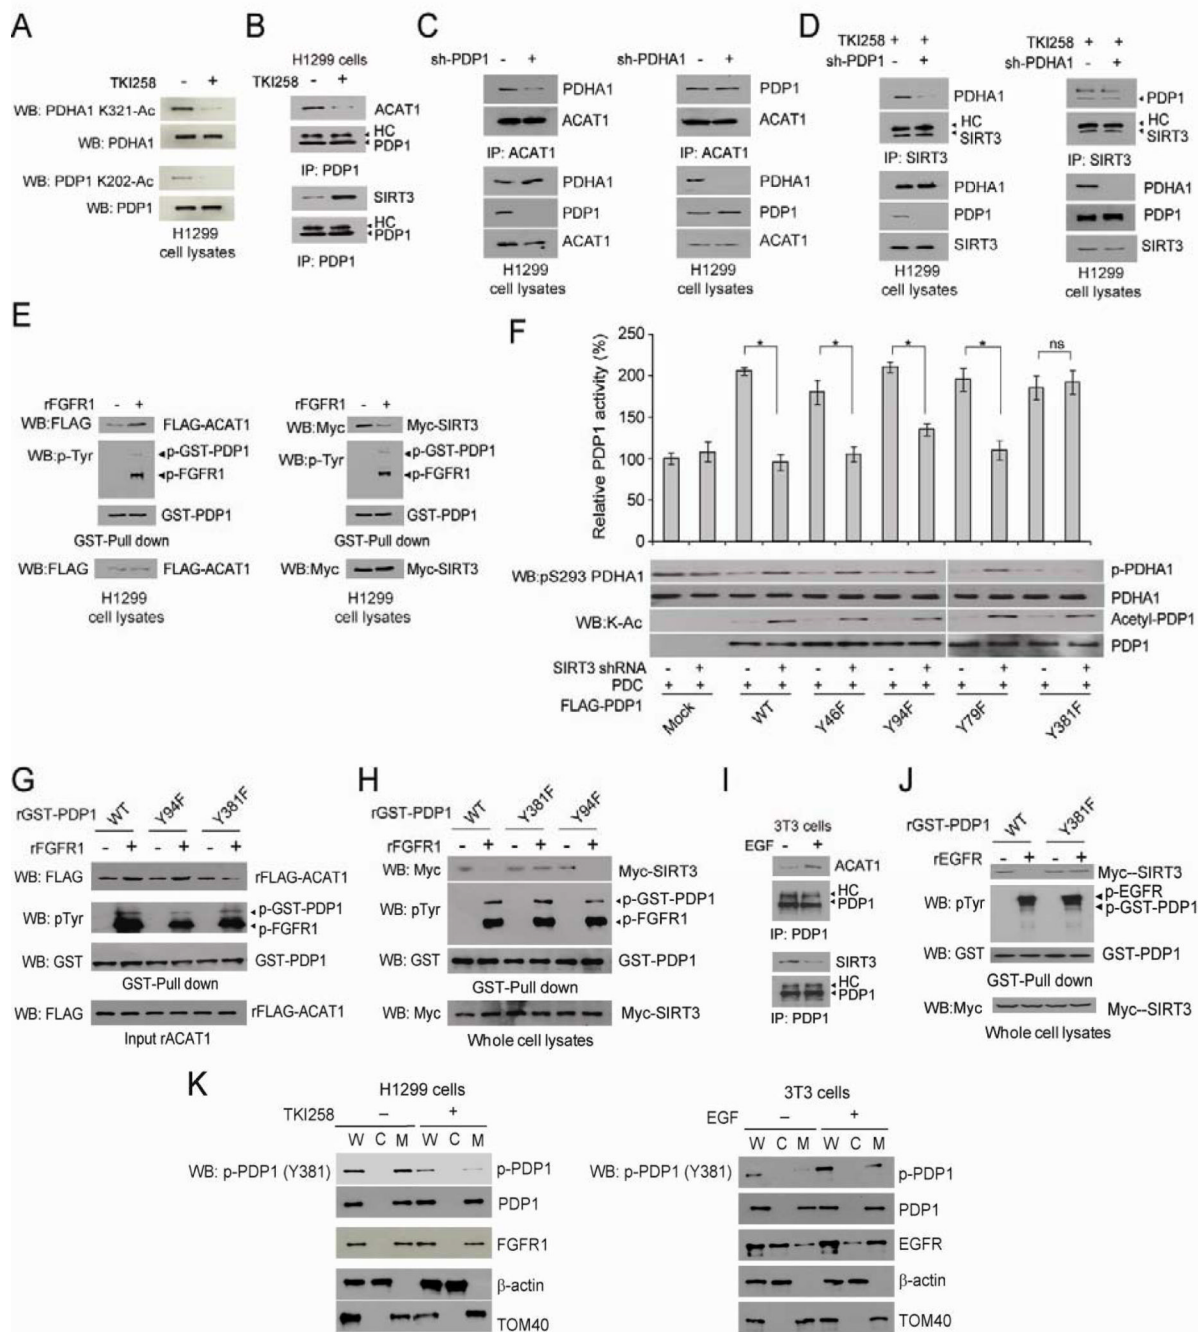 A
TKI258 - +
WB: PDHA1 K321-Ac
WB: PDHA1
WB: PDP1 K202-Ac
WB: PDP1
H1299
cell lysates
B
H1299 cells
TKI258 - +
ACAT1
HC
PDP1
IP: PDP1
SIRT3
HC
PDP1
IP: PDP1
C
sh-PDP1 - +
PDHA1
ACAT1
IP: ACAT1
PDHA1
PDP1
ACAT1
H1299
cell lysates
sh-PDHA1 - +
PDP1
ACAT1
IP: ACAT1
PDHA1
PDP1
ACAT1
H1299
cell lysates
D
TKI258 + +
sh-PDP1 - +
PDHA1
HC
SIRT3
IP: SIRT3
PDHA1
PDP1
SIRT3
H1299
cell lysates
TKI258 + +
sh-PDHA1 - +
PDP1
HC
SIRT3
IP: SIRT3
PDHA1
PDP1
SIRT3
H1299
cell lysates
E
rFGFR1 - +
WB:FLAG FLAG-ACAT1
WB:p-Tyr p-GST-PDP1
p-FGFR1
GST-PDP1
GST-Pull down
WB:FLAG FLAG-ACAT1
H1299
cell lysates
rFGFR1 - +
WB:Myc Myc-SIRT3
WB:p-Tyr p-GST-PDP1
p-FGFR1
GST-PDP1
GST-Pull down
WB:Myc Myc-SIRT3
H1299
cell lysates
F
Relative PDP1 activity (%)
250
200
150
100
50
0
* * * * ns
WB:pS293 PDHA1 p-PDHA1
PDHA1
WB:K-Ac Acetyl-PDP1
PDP1
SIRT3 shRNA - + - + - + - + - + - +
PDC + + + + + + + + + + + +
FLAG-PDP1 Mock WT Y46F Y94F Y79F Y381F
G
rGST-PDP1 WT Y94F Y381F
rFGFR1 - + - + - +
WB: FLAG rFLAG-ACAT1
WB: pTyr p-GST-PDP1
p-FGFR1
WB: GST GST-PDP1
GST-Pull down
WB: FLAG rFLAG-ACAT1
Input rACAT1
H
rGST-PDP1 WT Y381F Y94F
rFGFR1 - + - + - +
WB: Myc Myc-SIRT3
WB: pTyr p-GST-PDP1
p-FGFR1
WB: GST GST-PDP1
GST-Pull down
WB: Myc Myc-SIRT3
Whole cell lysates
I
3T3 cells
EGF - +
ACAT1
HC
PDP1
IP: PDP1
SIRT3
HC
PDP1
IP: PDP1
J
rGST-PDP1 WT Y381F
rEGFR - + - +
Myc--SIRT3
WB: pTyr p-EGFR
p-GST-PDP1
WB: GST GST-PDP1
GST-Pull down
WB:Myc Myc--SIRT3
Whole cell lysates
K
H1299 cells
TKI258 – +
W C M W C M
WB: p-PDP1 (Y381) p-PDP1
PDP1
FGFR1
β-actin
TOM40
3T3 cells
EGF – +
W C M W C M
WB: p-PDP1 (Y381) p-PDP1
PDP1
EGFR
β-actin
TOM40